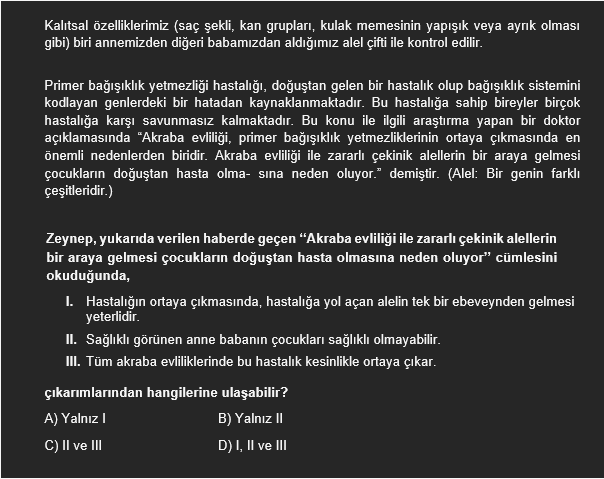 Kalıtsal özelliklerimiz (saç şekli, kan grupları, kulak memesinin yapışık veya ayrık olması
gibi) biri annemizden diğeri babamızdan aldığımız alel çifti ile kontrol edilir.
Primer bağışıklık yetmezliği hastalığı, doğuştan gelen bir hastalık olup bağışıklık sistemini
kodlayan genlerdeki bir hatadan kaynaklanmaktadır. Bu hastalığa sahip bireyler birçok
hastalığa karşı savunmasız kalmaktadır. Bu konu ile ilgili araştırma yapan bir doktor
açıklamasında “Akraba evliliği, primer bağışıklık yetmezliklerinin ortaya çıkmasında en
önemli nedenlerden biridir. Akraba evliliği ile zararlı çekinik alellerin bir araya gelmesi
çocukların doğuştan hasta olma- sına neden oluyor.” demiştir. (Alel: Bir genin farklı
çeşitleridir.)
Zeynep, yukarıda verilen haberde geçen “Akraba evliliği ile zararlı çekinik alellerin
bir araya gelmesi çocukların doğuştan hasta olmasına neden oluyor” cümlesini
okuduğunda,
I. Hastalığın ortaya çıkmasında, hastalığa yol açan alelin tek bir ebeveynden gelmesi
yeterlidir.
II. Sağlıklı görünen anne babanın çocukları sağlıklı olmayabilir.
III. Tüm akraba evliliklerinde bu hastalık kesinlikle ortaya çıkar.
çıkarımlarından hangilerine ulaşabilir?
A) Yalnız I B) Yalnız II
C) II ve III D) I, II ve III